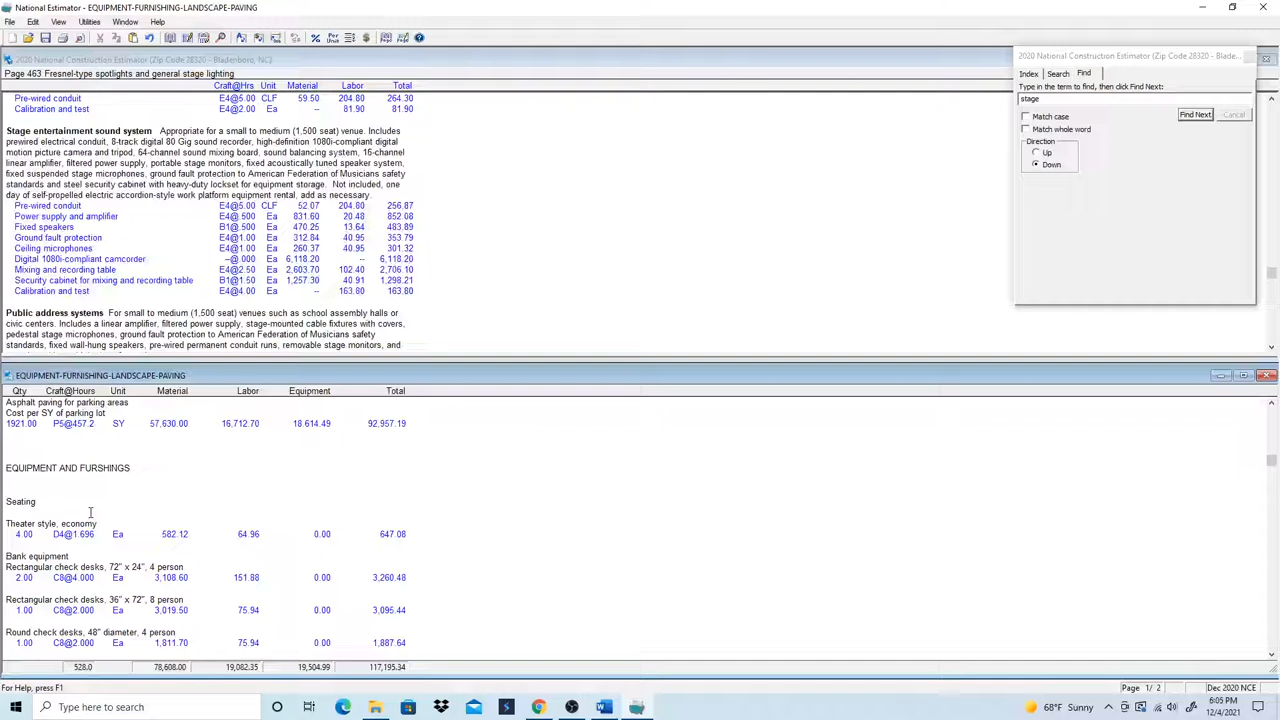 National Estimator - EQUIPMENT-FURNISHING-LANDSCAPE-PAVING
File Edit View Utilities Window Help
2020 National Construction Estimator (Zip Code 28320 - Bladenboro, NC)
Page 463 Fresnel-type spotlights and general stage lighting
Craft@Hrs Unit Material Labor Total
Pre-wired conduit E4@5.00 CLF 59.50 204.80 264.30
Calibration and test E4@2.00 Ea -- 81.90 81.90
Stage entertainment sound system Appropriate for a small to medium (1,500 seat) venue. Includes
prewired electrical conduit, 8-track digital 80 Gig sound recorder, high-definition 1080i-compliant digital
motion picture camera and tripod, 64-channel sound mixing board, sound balancing system, 16-channel
linear amplifier, filtered power supply, portable stage monitors, fixed acoustically tuned speaker system,
fixed suspended stage microphones, ground fault protection to American Federation of Musicians safety
standards and steel security cabinet with heavy-duty lockset for equipment storage. Not included, one
day of self-propelled electric accordion-style work platform equipment rental, add as necessary.
Pre-wired conduit E4@5.00 CLF 52.07 204.80 256.87
Power supply and amplifier E4@.500 Ea 831.60 20.48 852.08
Fixed speakers B1@.500 Ea 470.25 13.64 483.89
Ground fault protection E4@1.00 Ea 312.84 40.95 353.79
Ceiling microphones E4@1.00 Ea 260.37 40.95 301.32
Digital 1080i-compliant camcorder --@.000 Ea 6,118.20 -- 6,118.20
Mixing and recording table E4@2.50 Ea 2,603.70 102.40 2,706.10
Security cabinet for mixing and recording table B1@1.50 Ea 1,257.30 40.91 1,298.21
Calibration and test E4@4.00 Ea -- 163.80 163.80
Public address systems For small to medium (1,500 seat) venues such as school assembly halls or
civic centers. Includes a linear amplifier, filtered power supply, stage-mounted cable fixtures with covers,
pedestal stage microphones, ground fault protection to American Federation of Musicians safety
standards, fixed wall-hung speakers, pre-wired permanent conduit runs, removable stage monitors, and
2020 National Construction Estimator (Zip Code 28320 - Blade...
Index Search Find
Type in the term to find, then click Find Next:
stage
Find Next Cancel
Match case
Match whole word
Direction
Up
Down
EQUIPMENT-FURNISHING-LANDSCAPE-PAVING
Qty Craft@Hours Unit Material Labor Equipment Total
Asphalt paving for parking areas
Cost per SY of parking lot
1921.00 P5@457.2 SY 57,630.00 16,712.70 18.614.49 92,957.19
EQUIPMENT AND FURSHINGS
Seating
Theater style, economy
4.00 D4@1.696 Ea 582.12 64.96 0.00 647.08
Bank equipment
Rectangular check desks, 72" x 24", 4 person
2.00 C8@4.000 Ea 3,108.60 151.88 0.00 3,260.48
Rectangular check desks. 36" x 72", 8 person
1.00 C8@2.000 Ea 3,019.50 75.94 0.00 3,095.44
Round check desks, 48" diameter, 4 person
1.00 C8@2.000 Ea 1,811.70 75.94 0.00 1,887.64
528.0 78,608.00 19,082.35 19,504.99 117,195.34
For Help, press F1
Page 1/ 2 Dec 2020 NCE
Type here to search
68°F Sunny
6:05 PM
12/4/2021